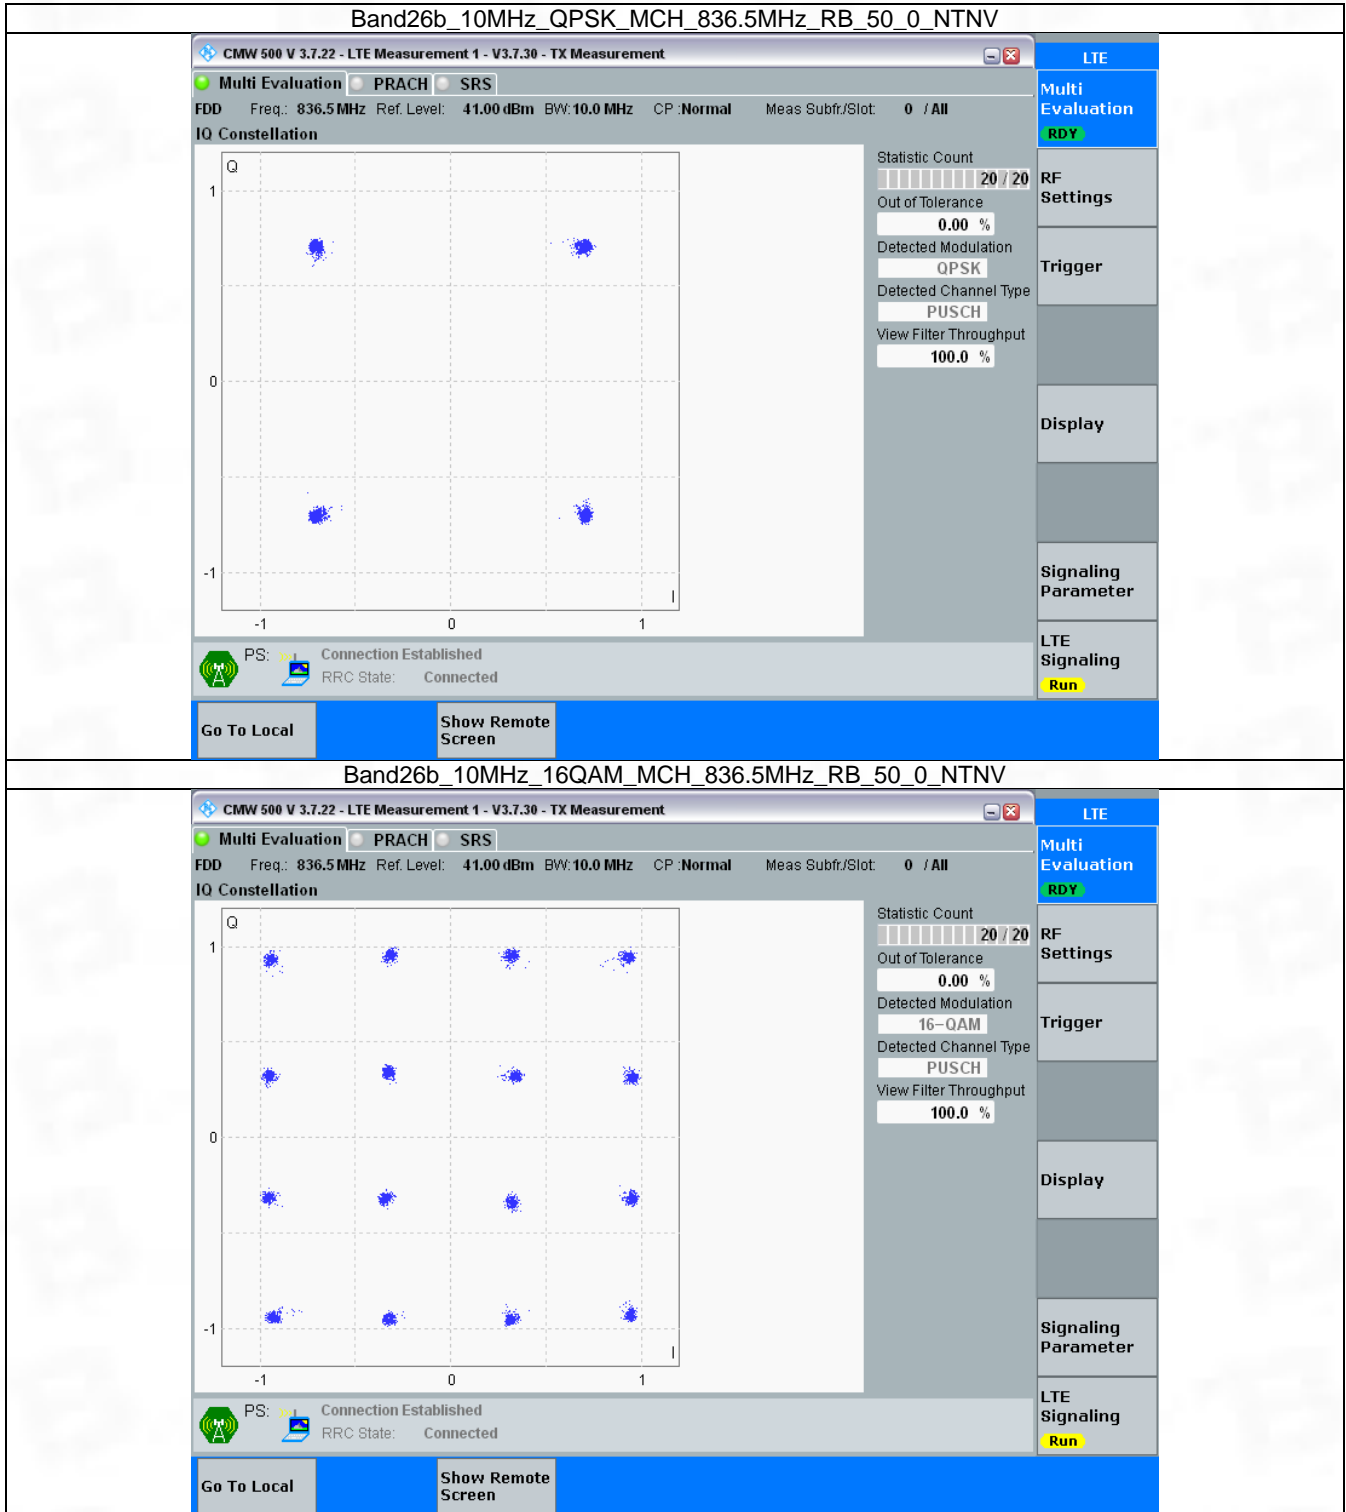 Band26b_10MHz_QPSK_MCH_836.5MHz_RB_50_0_NTNV
CMW 500 V 3.7.22 - LTE Measurement 1 - V3.7.30 - TX Measurement
LTE
Multi Evaluation PRACH SRS
Multi
Evaluation
RDY
FDD Freq.: 836.5 MHz Ref. Level: 41.00 dBm BW: 10.0 MHz CP :Normal Meas Subfr./Slot: 0 / All
IQ Constellation
Q
1
0
-1
I
-1 0 1
Statistic Count
20 / 20
Out of Tolerance
0.00 %
Detected Modulation
QPSK
Detected Channel Type
PUSCH
View Filter Throughput
100.0 %
RF
Settings
Trigger
Display
Signaling
Parameter
LTE
Signaling
Run
PS: Connection Established
RRC State: Connected
Go To Local
Show Remote
Screen
Band26b_10MHz_16QAM_MCH_836.5MHz_RB_50_0_NTNV
CMW 500 V 3.7.22 - LTE Measurement 1 - V3.7.30 - TX Measurement
LTE
Multi Evaluation PRACH SRS
Multi
Evaluation
RDY
FDD Freq.: 836.5 MHz Ref. Level: 41.00 dBm BW: 10.0 MHz CP :Normal Meas Subfr./Slot: 0 / All
IQ Constellation
Q
1
0
-1
I
-1 0 1
Statistic Count
20 / 20
Out of Tolerance
0.00 %
Detected Modulation
16-QAM
Detected Channel Type
PUSCH
View Filter Throughput
100.0 %
RF
Settings
Trigger
Display
Signaling
Parameter
LTE
Signaling
Run
PS: Connection Established
RRC State: Connected
Go To Local
Show Remote
Screen